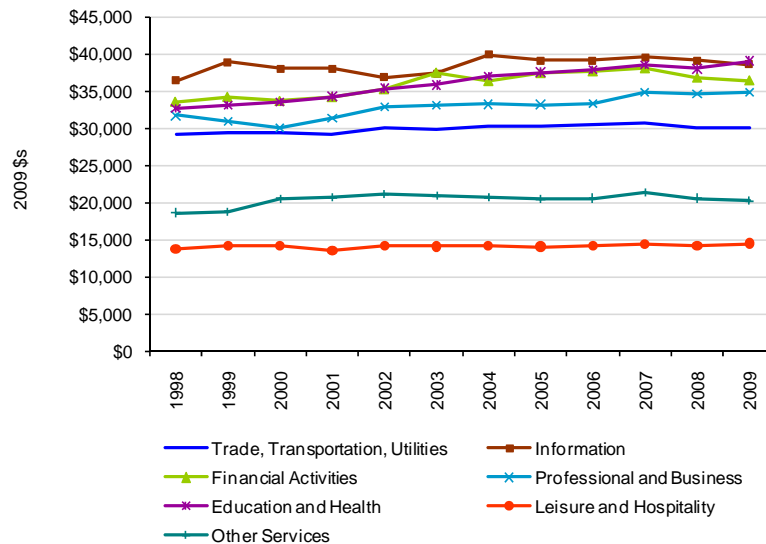 $45,000
$40,000
$35,000
$30,000
$25,000
$20,000
$15,000
$10,000
$5,000
$0
2009 $s
1998
1999
2000
2001
2002
2003
2004
2005
2006
2007
2008
2009
Trade, Transportation, Utilities
Information
Financial Activities
Professional and Business
Education and Health
Leisure and Hospitality
Other Services